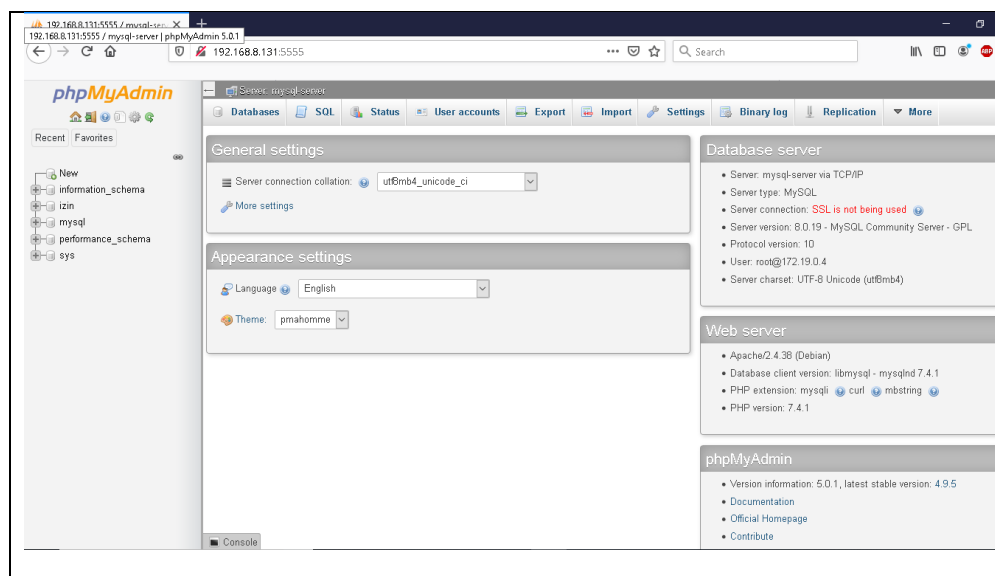 192.168.8.131:5555 / mysql-ser
192.168.8.131:5555 / mysql-server | phpMyAdmin 5.0.1
192.168.8.131:5555
Search
ABP
phpMyAdmin
Recent Favorites
New
information_schema
izin
mysql
performance_schema
sys
Server: mysql-server
Databases SQL Status User accounts Export Import Settings Binary log Replication More
General settings
Server connection collation: utf8mb4_unicode_ci
More settings
Appearance settings
Language English
Theme: pmahomme
Console
Database server
• Server: mysql-server via TCP/IP
• Server type: MySQL
• Server connection: SSL is not being used
• Server version: 8.0.19 - MySQL Community Server - GPL
• Protocol version: 10
• User: root@172.19.0.4
• Server charset: UTF-8 Unicode (utf8mb4)
Web server
• Apache/2.4.38 (Debian)
• Database client version: libmysql - mysqlnd 7.4.1
• PHP extension: mysqli curl mbstring
• PHP version: 7.4.1
phpMyAdmin
• Version information: 5.0.1, latest stable version: 4.9.5
• Documentation
• Official Homepage
• Contribute